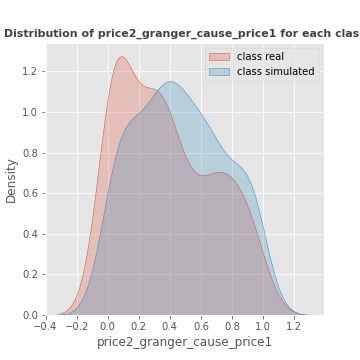 Distribution of price2_granger_cause_price1 for each clas
class real
class simulated
Density
1.2
1.0
0.8
0.6
0.4
0.2
0.0
−0.4 −0.2 0.0 0.2 0.4 0.6 0.8 1.0 1.2
price2_granger_cause_price1